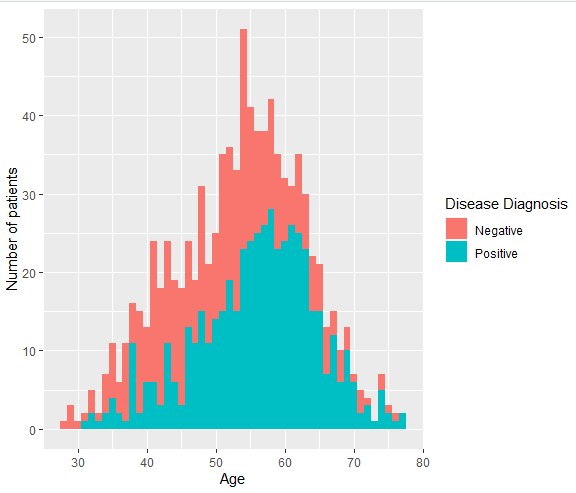 50
40
30
20
10
0
Number of patients
30 40 50 60 70 80
Age
Disease Diagnosis
Negative
Positive